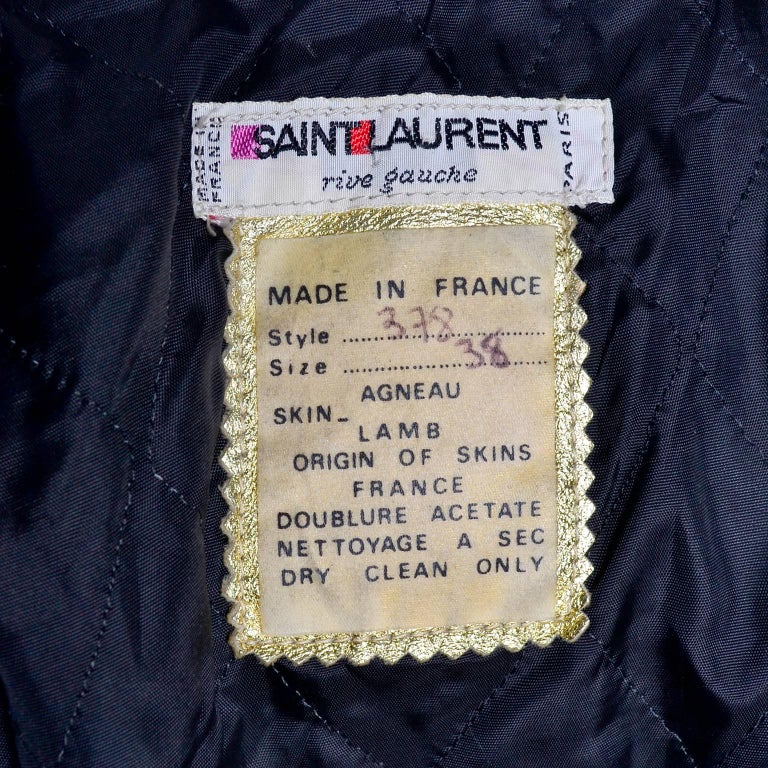 MADE IN
FRANCE
SAINT LAURENT
rive gauche
PARIS
MADE IN FRANCE
Style ........ 378 ........
Size ........ 38 ........
AGNEAU
SKIN_
LAMB
ORIGIN OF SKINS
FRANCE
DOUBLURE ACETATE
NETTOYAGE A SEC
DRY CLEAN ONLY